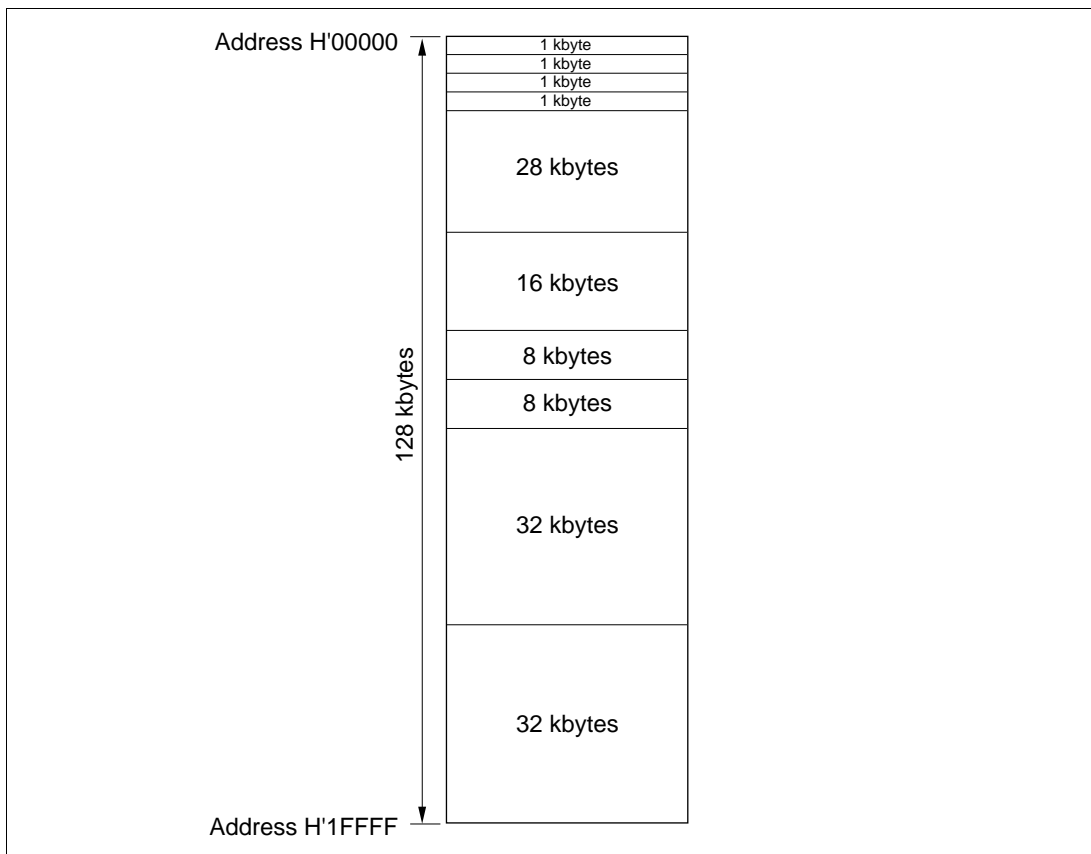 Address H'00000
1 kbyte
1 kbyte
1 kbyte
1 kbyte
28 kbytes
16 kbytes
8 kbytes
8 kbytes
128 kbytes
32 kbytes
32 kbytes
Address H'1FFFF